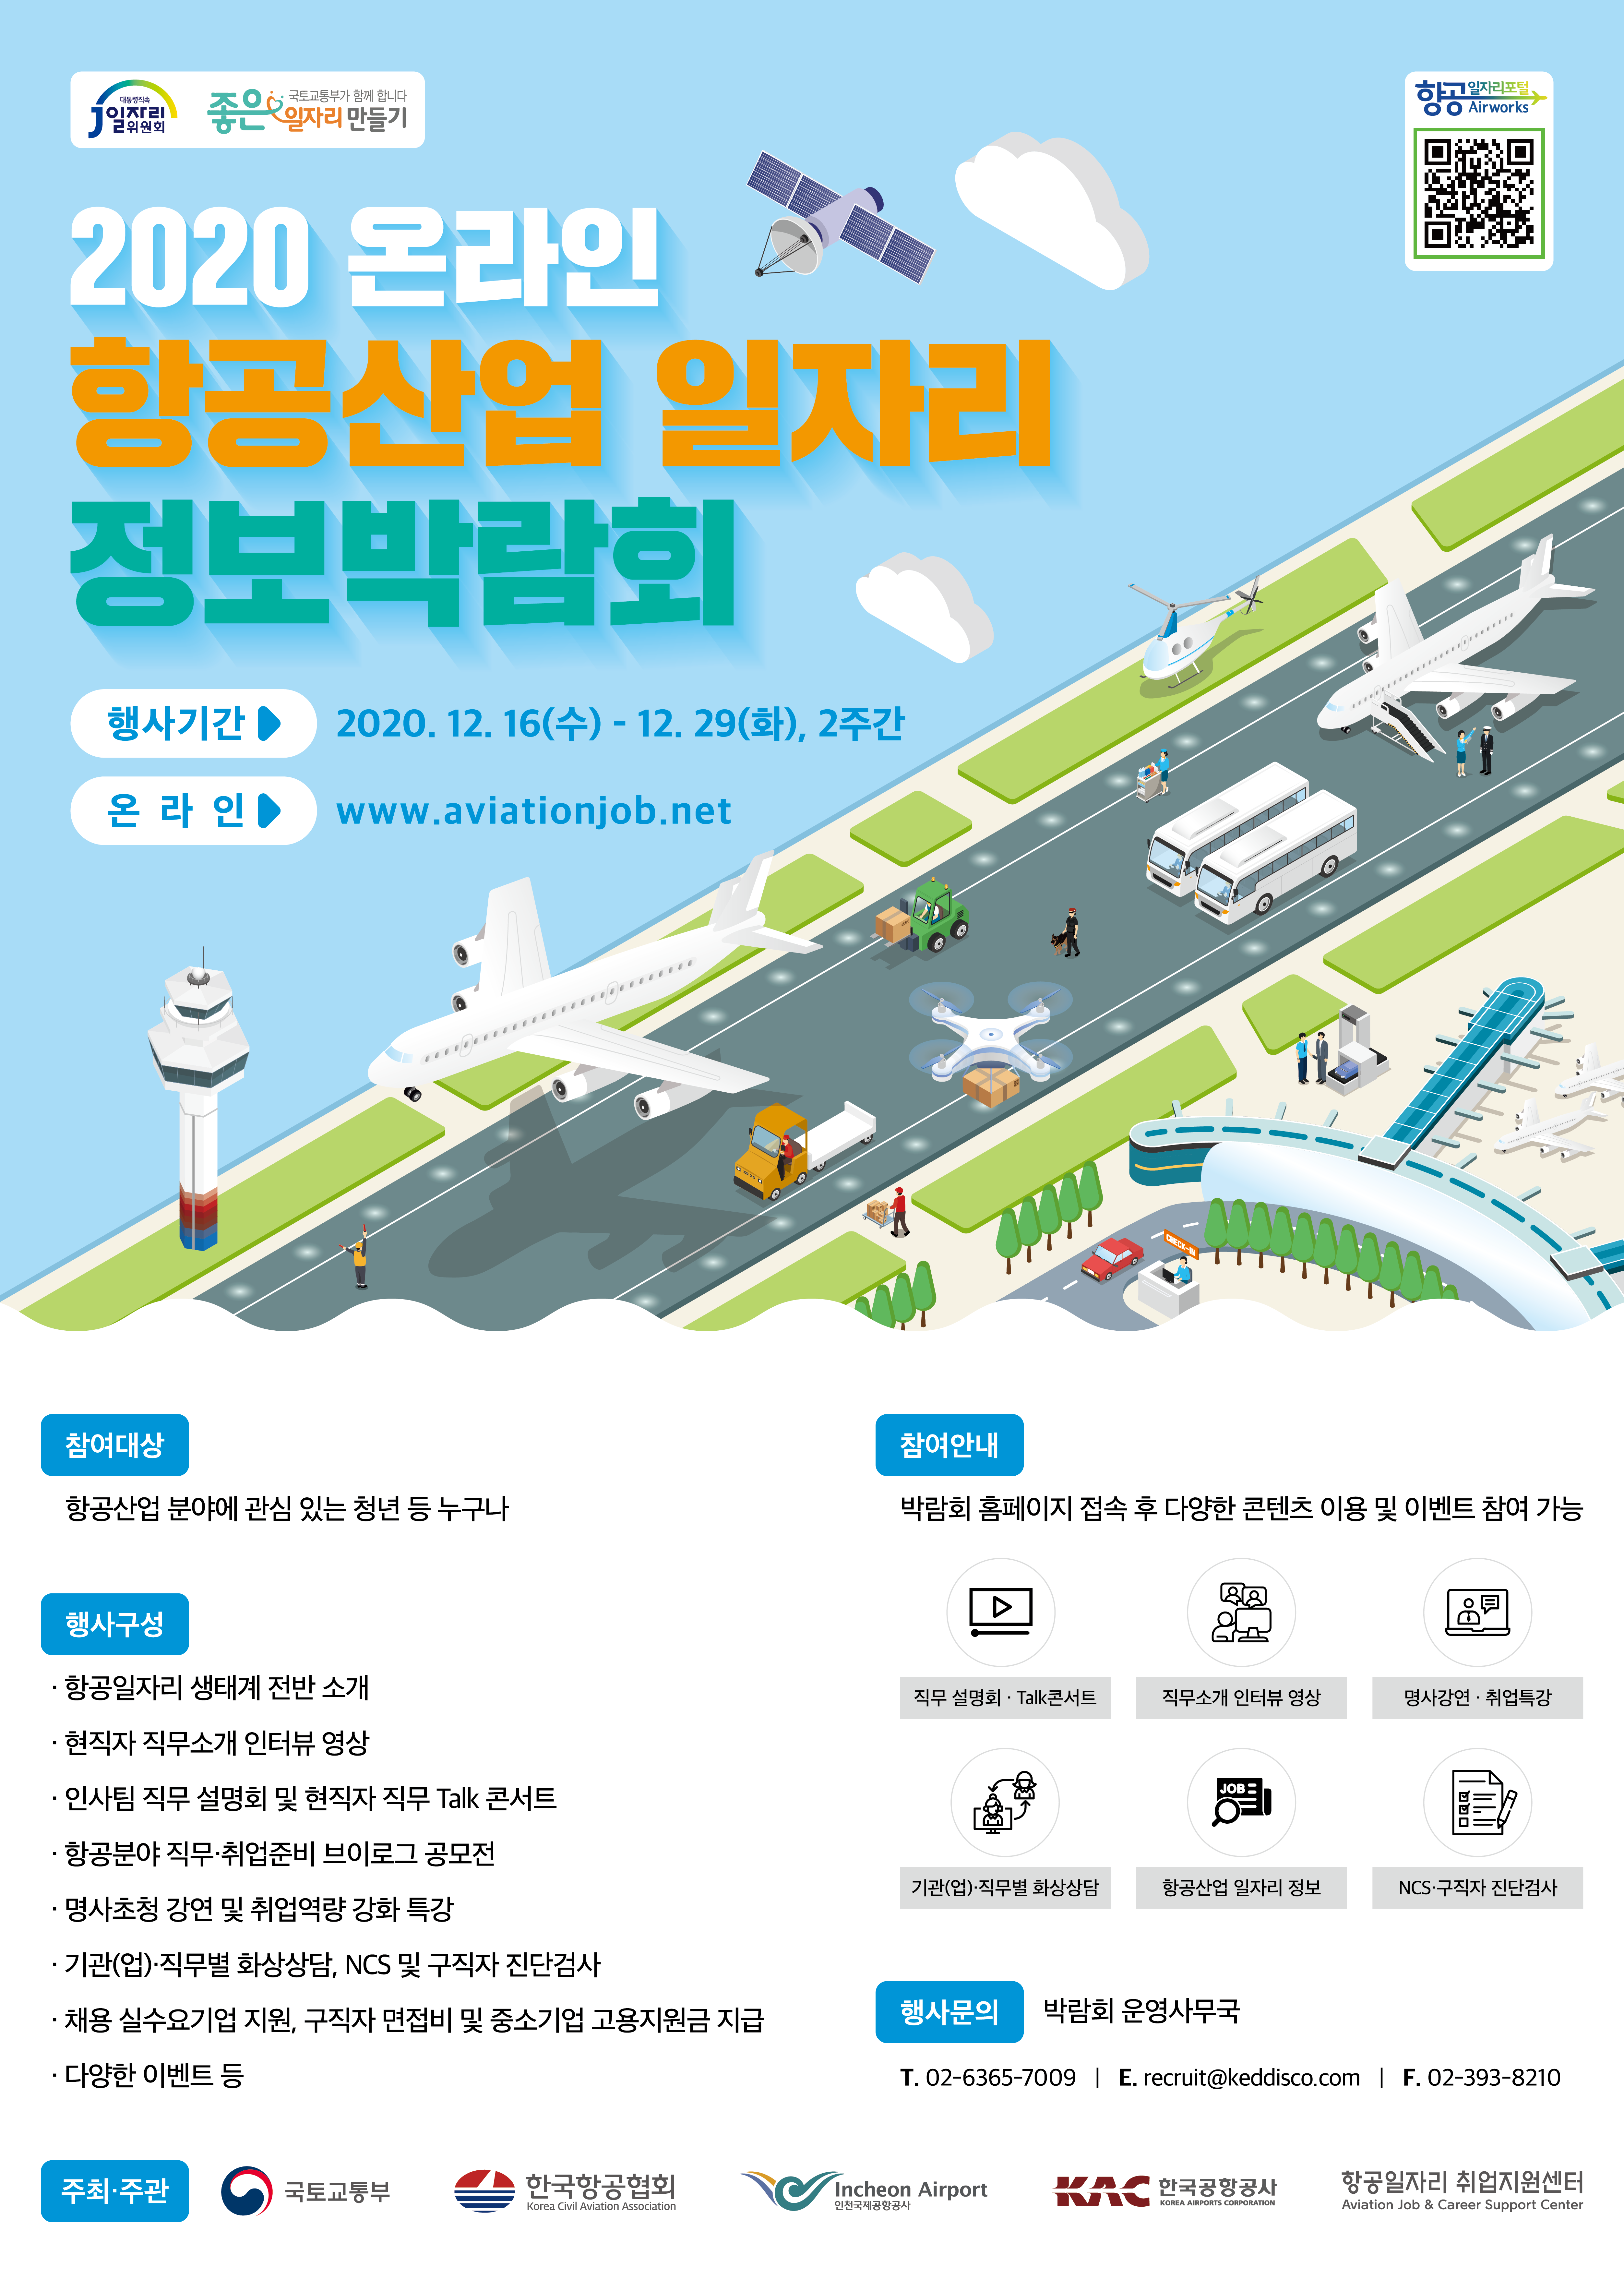 대통령직속
J일자리
위원회
국토교통부가 함께 합니다
좋은 일자리 만들기
항공 일자리포털
Airworks
2020 온라인
항공산업 일자리
정보박람회
행사기간 2020. 12. 16(수) - 12. 29(화), 2주간
온 라 인 www.aviationjob.net
CHECK-IN
참여대상
항공산업 분야에 관심 있는 청년 등 누구나
행사구성
· 항공일자리 생태계 전반 소개
· 현직자 직무소개 인터뷰 영상
· 인사팀 직무 설명회 및 현직자 직무 Talk 콘서트
· 항공분야 직무·취업준비 브이로그 공모전
· 명사초청 강연 및 취업역량 강화 특강
· 기관(업)·직무별 화상상담, NCS 및 구직자 진단검사
· 채용 실수요기업 지원, 구직자 면접비 및 중소기업 고용지원금 지급
· 다양한 이벤트 등
참여안내
박람회 홈페이지 접속 후 다양한 콘텐츠 이용 및 이벤트 참여 가능
직무 설명회 · Talk콘서트
직무소개 인터뷰 영상
명사강연 · 취업특강
JOB
기관(업)·직무별 화상상담
항공산업 일자리 정보
NCS·구직자 진단검사
행사문의 박람회 운영사무국
T. 02-6365-7009 | E. recruit@keddisco.com | F. 02-393-8210
주최·주관
국토교통부
한국항공협회
Korea Civil Aviation Association
Incheon Airport
인천국제공항공사
KAC 한국공항공사
KOREA AIRPORTS CORPORATION
항공일자리 취업지원센터
Aviation Job & Career Support Center